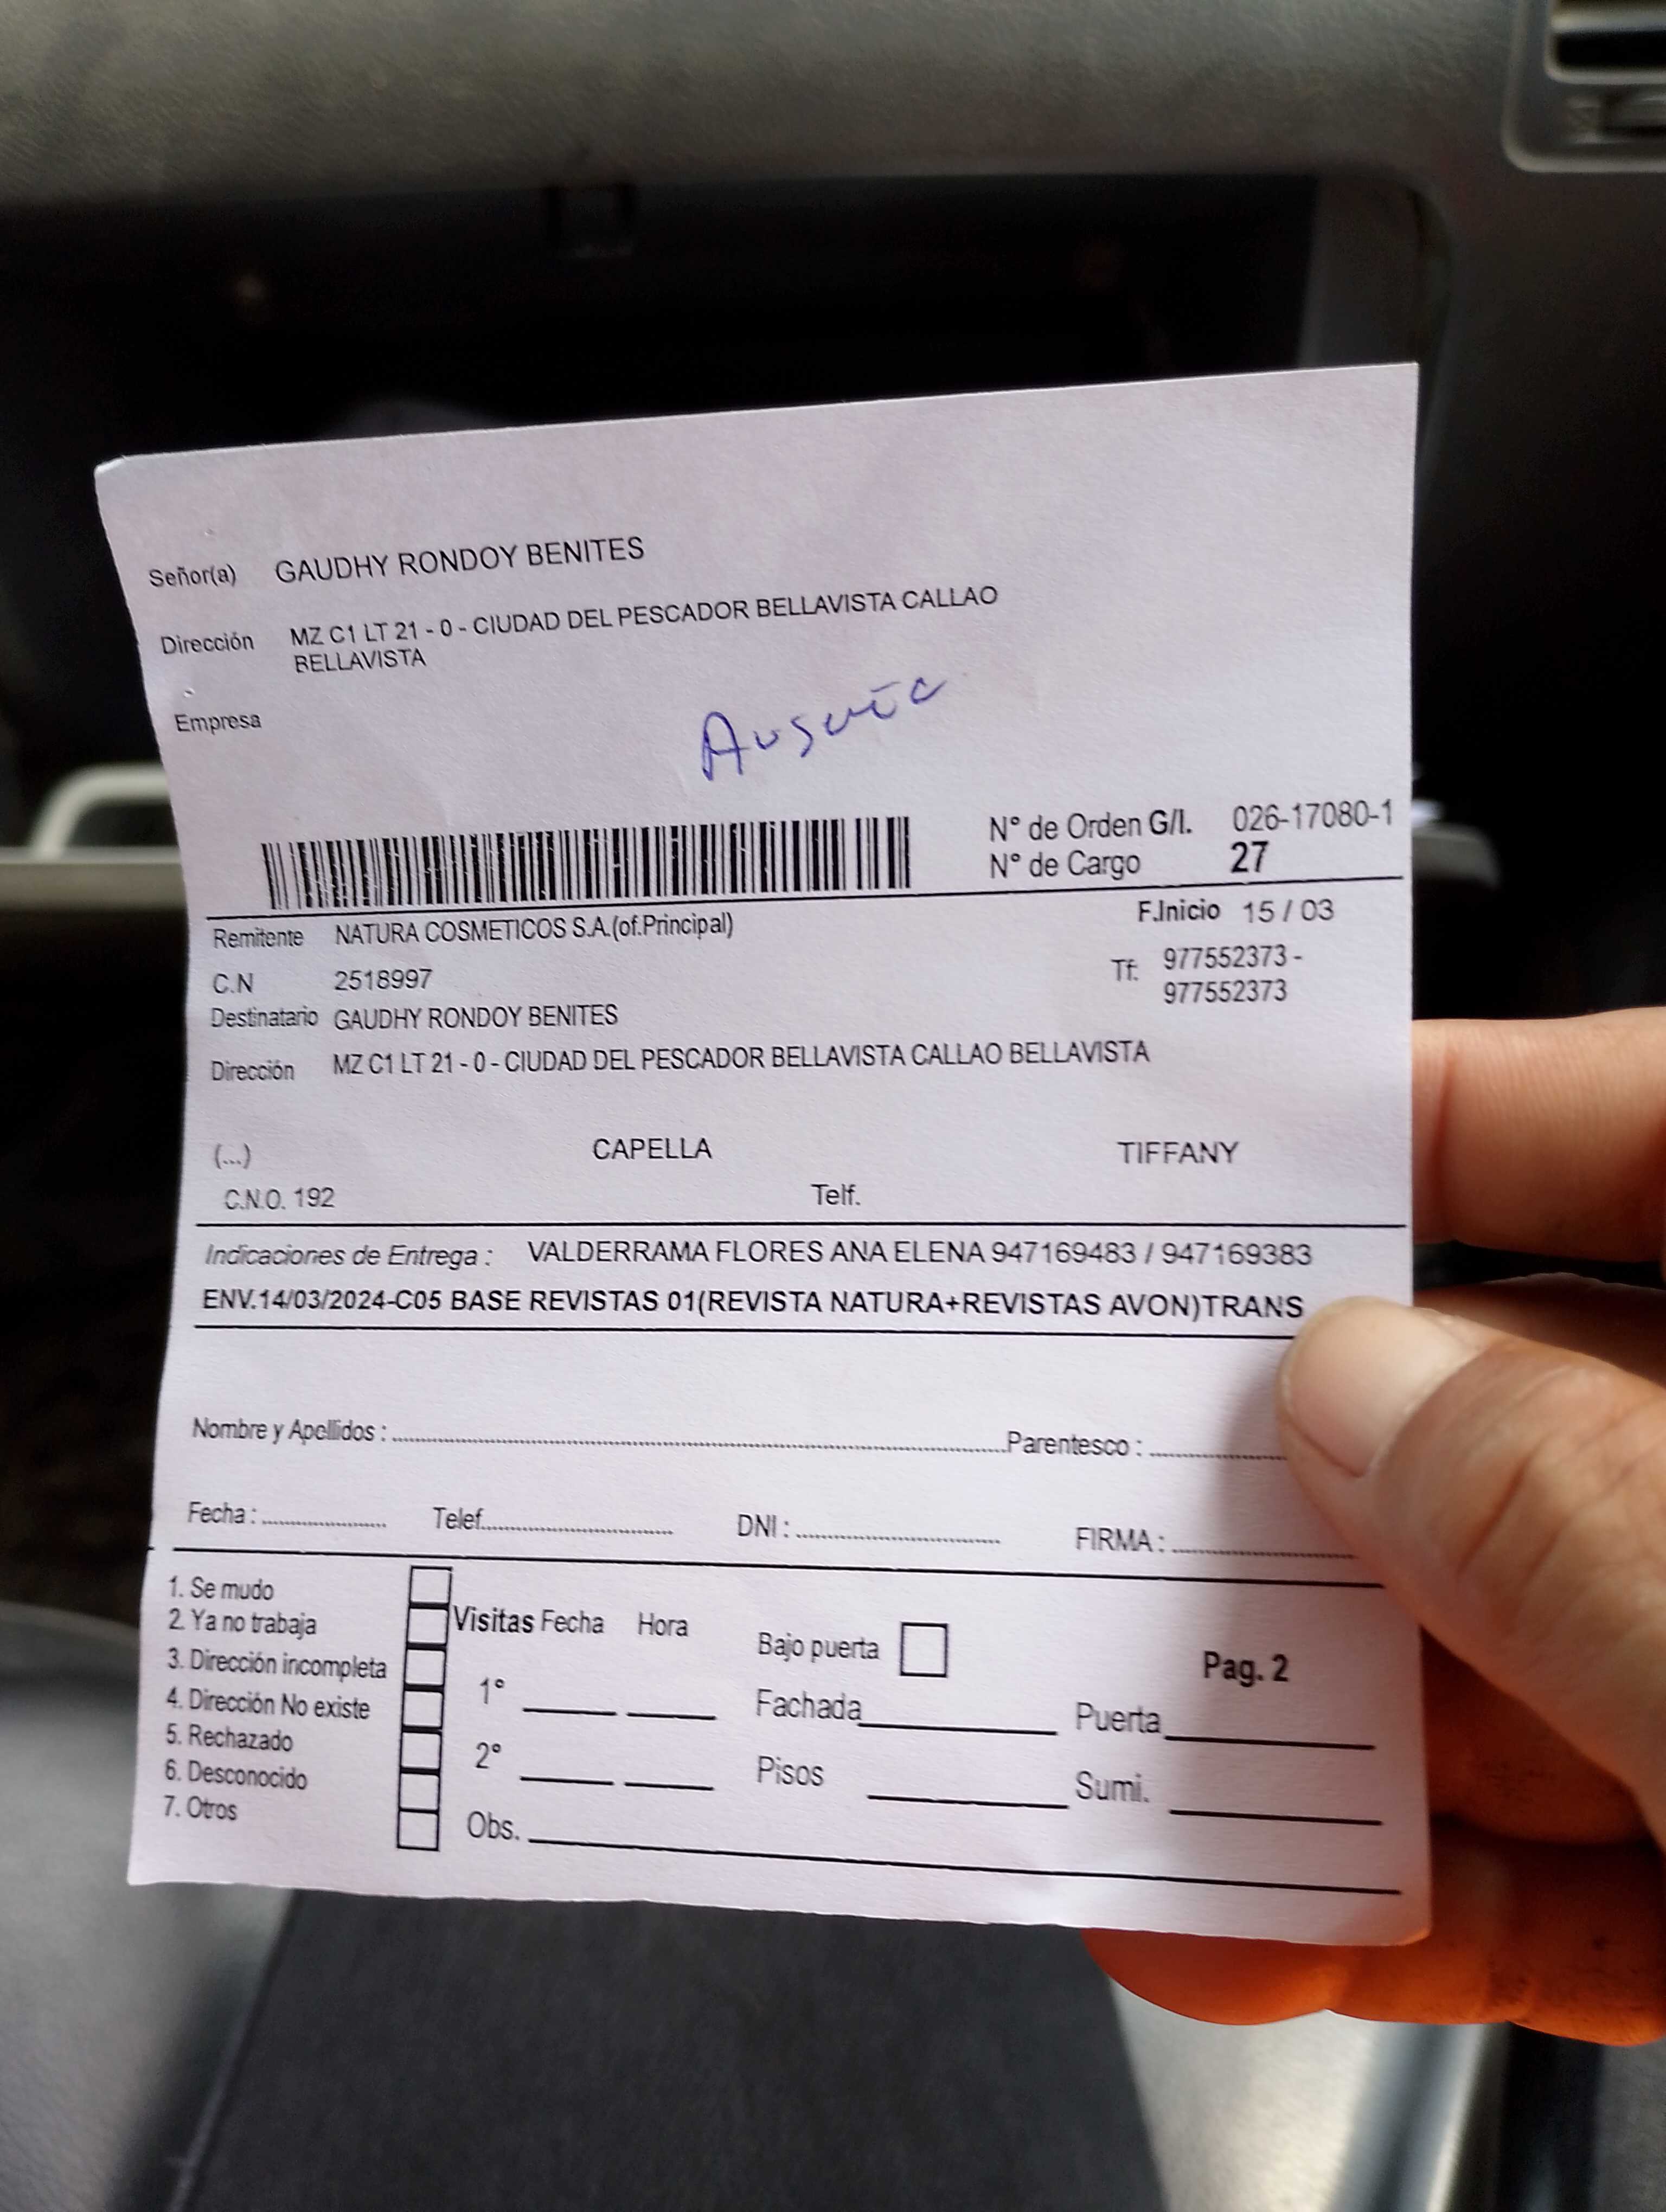 Señor(a) GAUDHY RONDOY BENITES
Dirección MZ C1 LT 21 - 0 - CIUDAD DEL PESCADOR BELLAVISTA CALLAO
BELLAVISTA
Empresa
N° de Orden G/I. 026-17080-1
N° de Cargo 27
F.Inicio 15 / 03
Remitente NATURA COSMETICOS S.A.(of.Principal)
Tf: 977552373 -
977552373
C.N 2518997
Destinatario GAUDHY RONDOY BENITES
Dirección MZ C1 LT 21 - 0 - CIUDAD DEL PESCADOR BELLAVISTA CALLAO BELLAVISTA
(...) CAPELLA TIFFANY
C.N.O. 192 Telf.
Indicaciones de Entrega : VALDERRAMA FLORES ANA ELENA 947169483 / 947169383
ENV.14/03/2024-C05 BASE REVISTAS 01(REVISTA NATURA+REVISTAS AVON)TRANS
Nombre y Apellidos : Parentesco :
Fecha : Telef. DNI : FIRMA :
1. Se mudo
2. Ya no trabaja
3. Dirección incompleta
4. Dirección No existe
5. Rechazado
6. Desconocido
7. Otros
Visitas Fecha Hora
1°
2°
Obs.
Bajo puerta
Pag. 2
Fachada Puerta
Pisos Sumi.